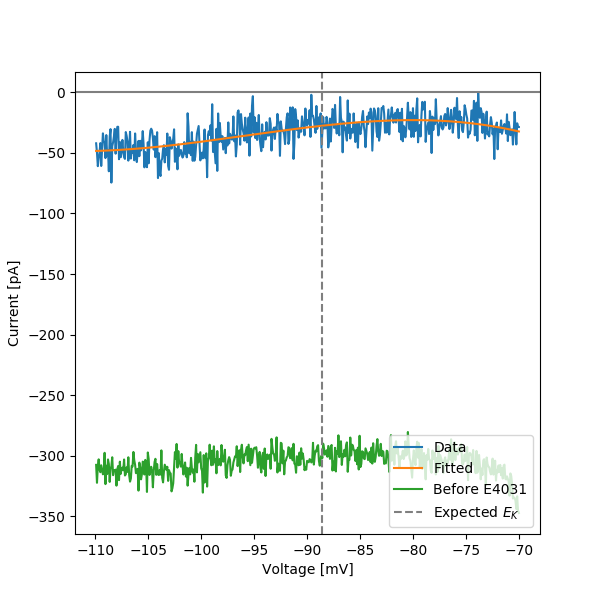 0
−50
−100
−150
−200
−250
−300
−350
Current [pA]
Data
Fitted
Before E4031
Expected E_K
−110
−105
−100
−95
−90
−85
−80
−75
−70
Voltage [mV]